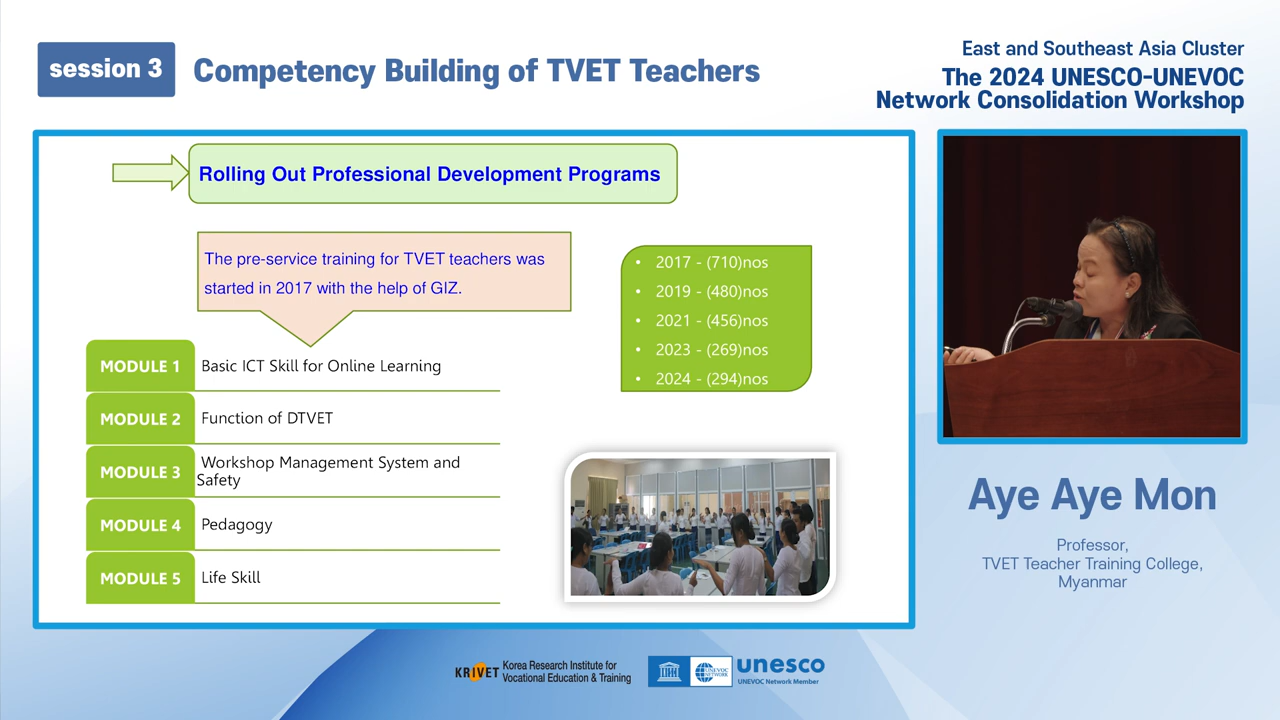 session 3
Competency Building of TVET Teachers
East and Southeast Asia Cluster
The 2024 UNESCO-UNEVOC
Network Consolidation Workshop
Rolling Out Professional Development Programs
The pre-service training for TVET teachers was
started in 2017 with the help of GIZ.
• 2017 - (710)nos
• 2019 - (480)nos
• 2021 - (456)nos
• 2023 - (269)nos
• 2024 - (294)nos
MODULE 1 Basic ICT Skill for Online Learning
MODULE 2 Function of DTVET
MODULE 3 Workshop Management System and
Safety
MODULE 4 Pedagogy
MODULE 5 Life Skill
Aye Aye Mon
Professor,
TVET Teacher Training College,
Myanmar
KRIVET Korea Research Institute for
Vocational Education & Training
UNEVOC
NETWORK
unesco
UNEVOC Network Member